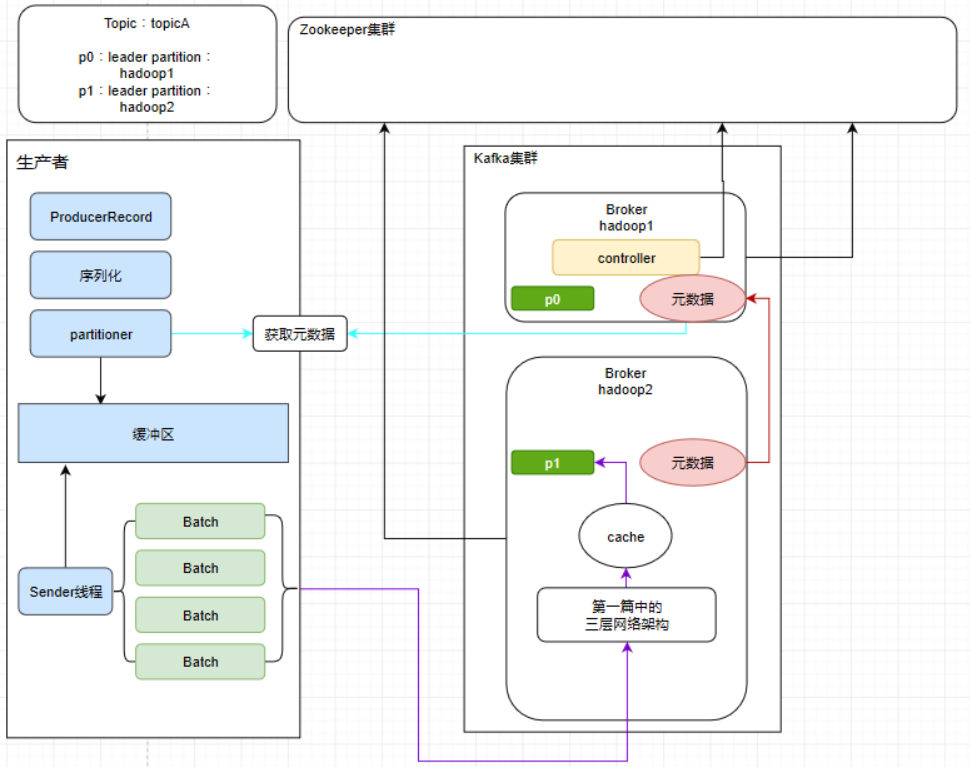 Topic：topicA
p0：leader partition：
hadoop1
p1：leader partition：
hadoop2
Zookeeper集群
生产者
ProducerRecord
序列化
partitioner
获取元数据
缓冲区
Sender线程
Batch
Batch
Batch
Batch
Kafka集群
Broker
hadoop1
controller
p0
元数据
Broker
hadoop2
p1
元数据
cache
第一篇中的
三层网络架构